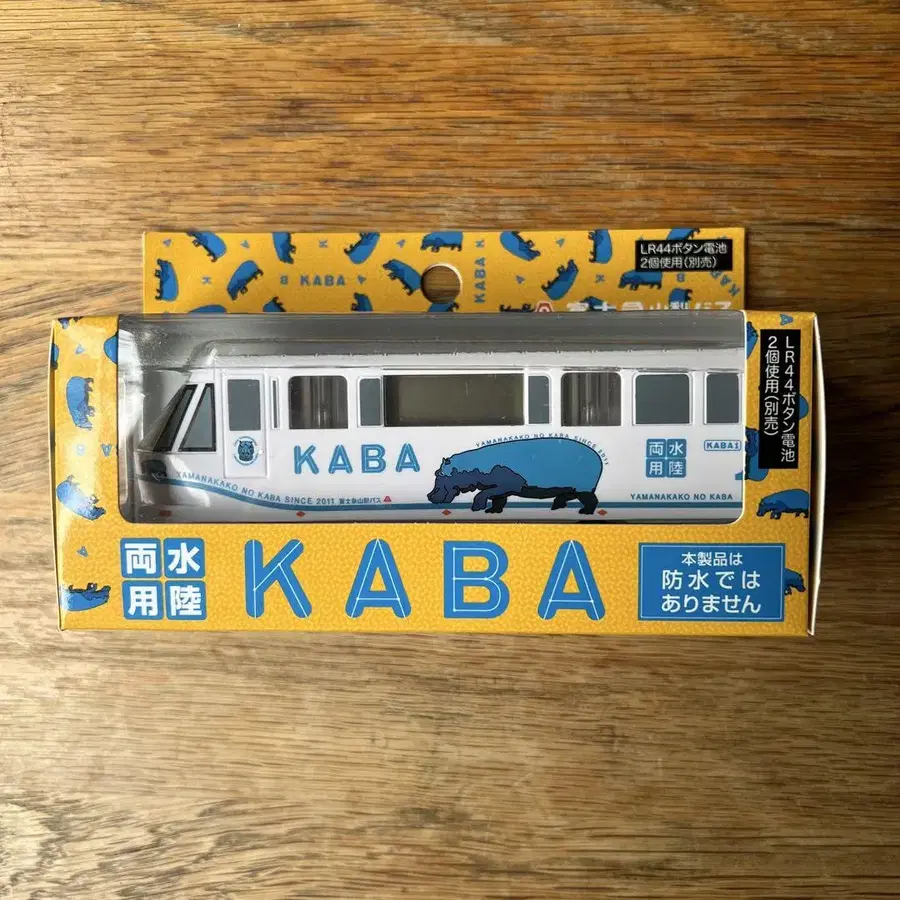 LR44ボタン電池
2個使用(別売)
KABA
KABA
LR44ボタン電池
2個使用(別売)
KABA
YAMANAKAKO NO KABA SINCE 2011
水陸
両用
KABA1
YAMANAKAKO NO KABA SINCE 2011 富士急山梨バス
YAMANAKAKO NO KABA
水陸
両用
KABA
本製品は
防水では
ありません